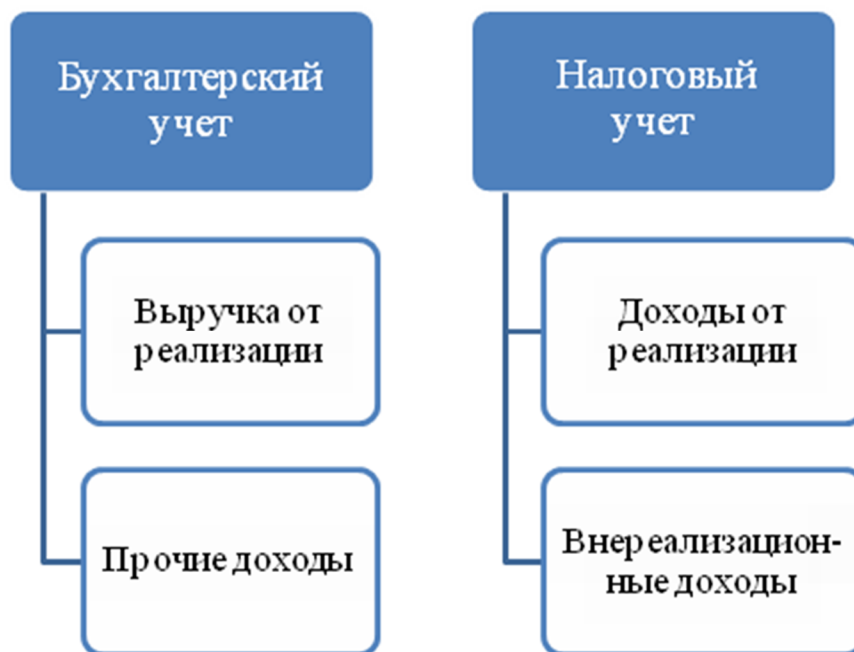 Бухгалтерский
учет
Выручка от
реализации
Прочие доходы
Налоговый
учет
Доходы от
реализации
Внереализацион-
ные доходы